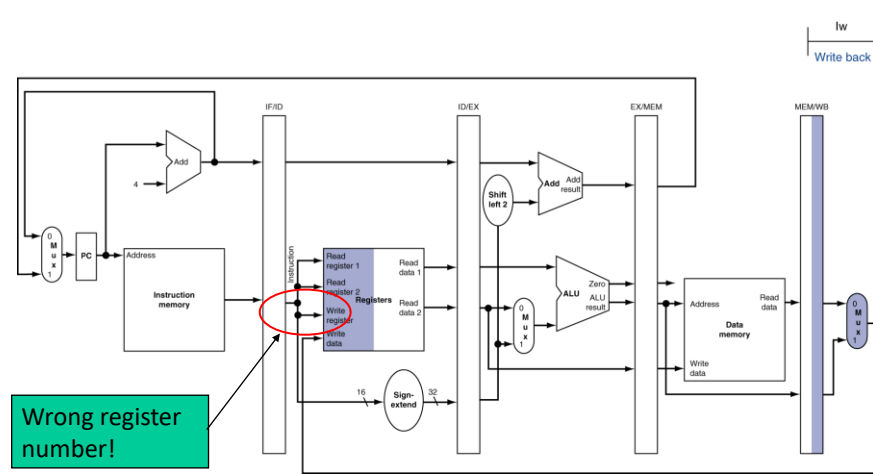 lw
Write back
IF/ID
ID/EX
EX/MEM
MEM/WB
Add
4
Add
Add
result
Shift
left 2
0
M
u
x
1
PC
Address
Instruction
memory
Instruction
Read
register 1
Read
register 2
Registers
Write
register
Write
data
Read
data 1
Read
data 2
0
M
u
x
1
Zero
ALU
ALU
result
Address
Read
data
Data
memory
Write
data
0
M
u
x
1
16
Sign-
extend
32
Wrong register
number!